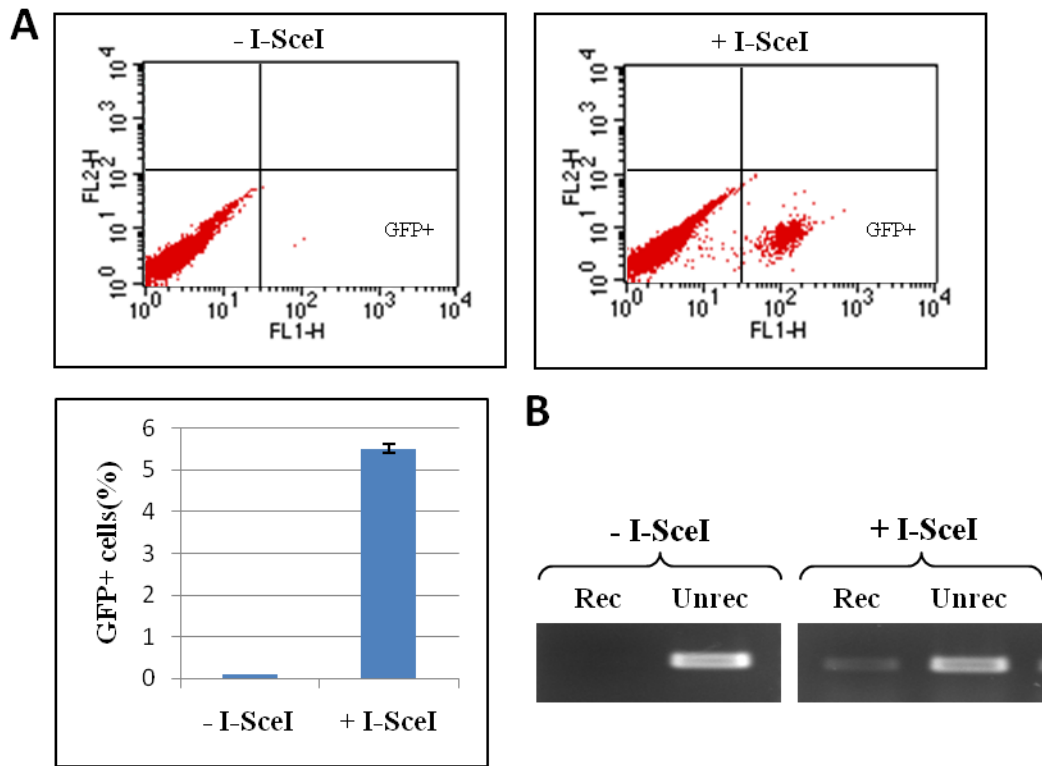 A
- I-SceI
10^4
10^3
10^2
10^1
10^0
FL2-H
GFP+
10^0 10^1 10^2 10^3 10^4
FL1-H
+ I-SceI
10^4
10^3
10^2
10^1
10^0
FL2-H
GFP+
10^0 10^1 10^2 10^3 10^4
FL1-H
GFP+ cells(%)
6
5
4
3
2
1
0
- I-SceI + I-SceI
B
- I-SceI + I-SceI
Rec Unrec Rec Unrec